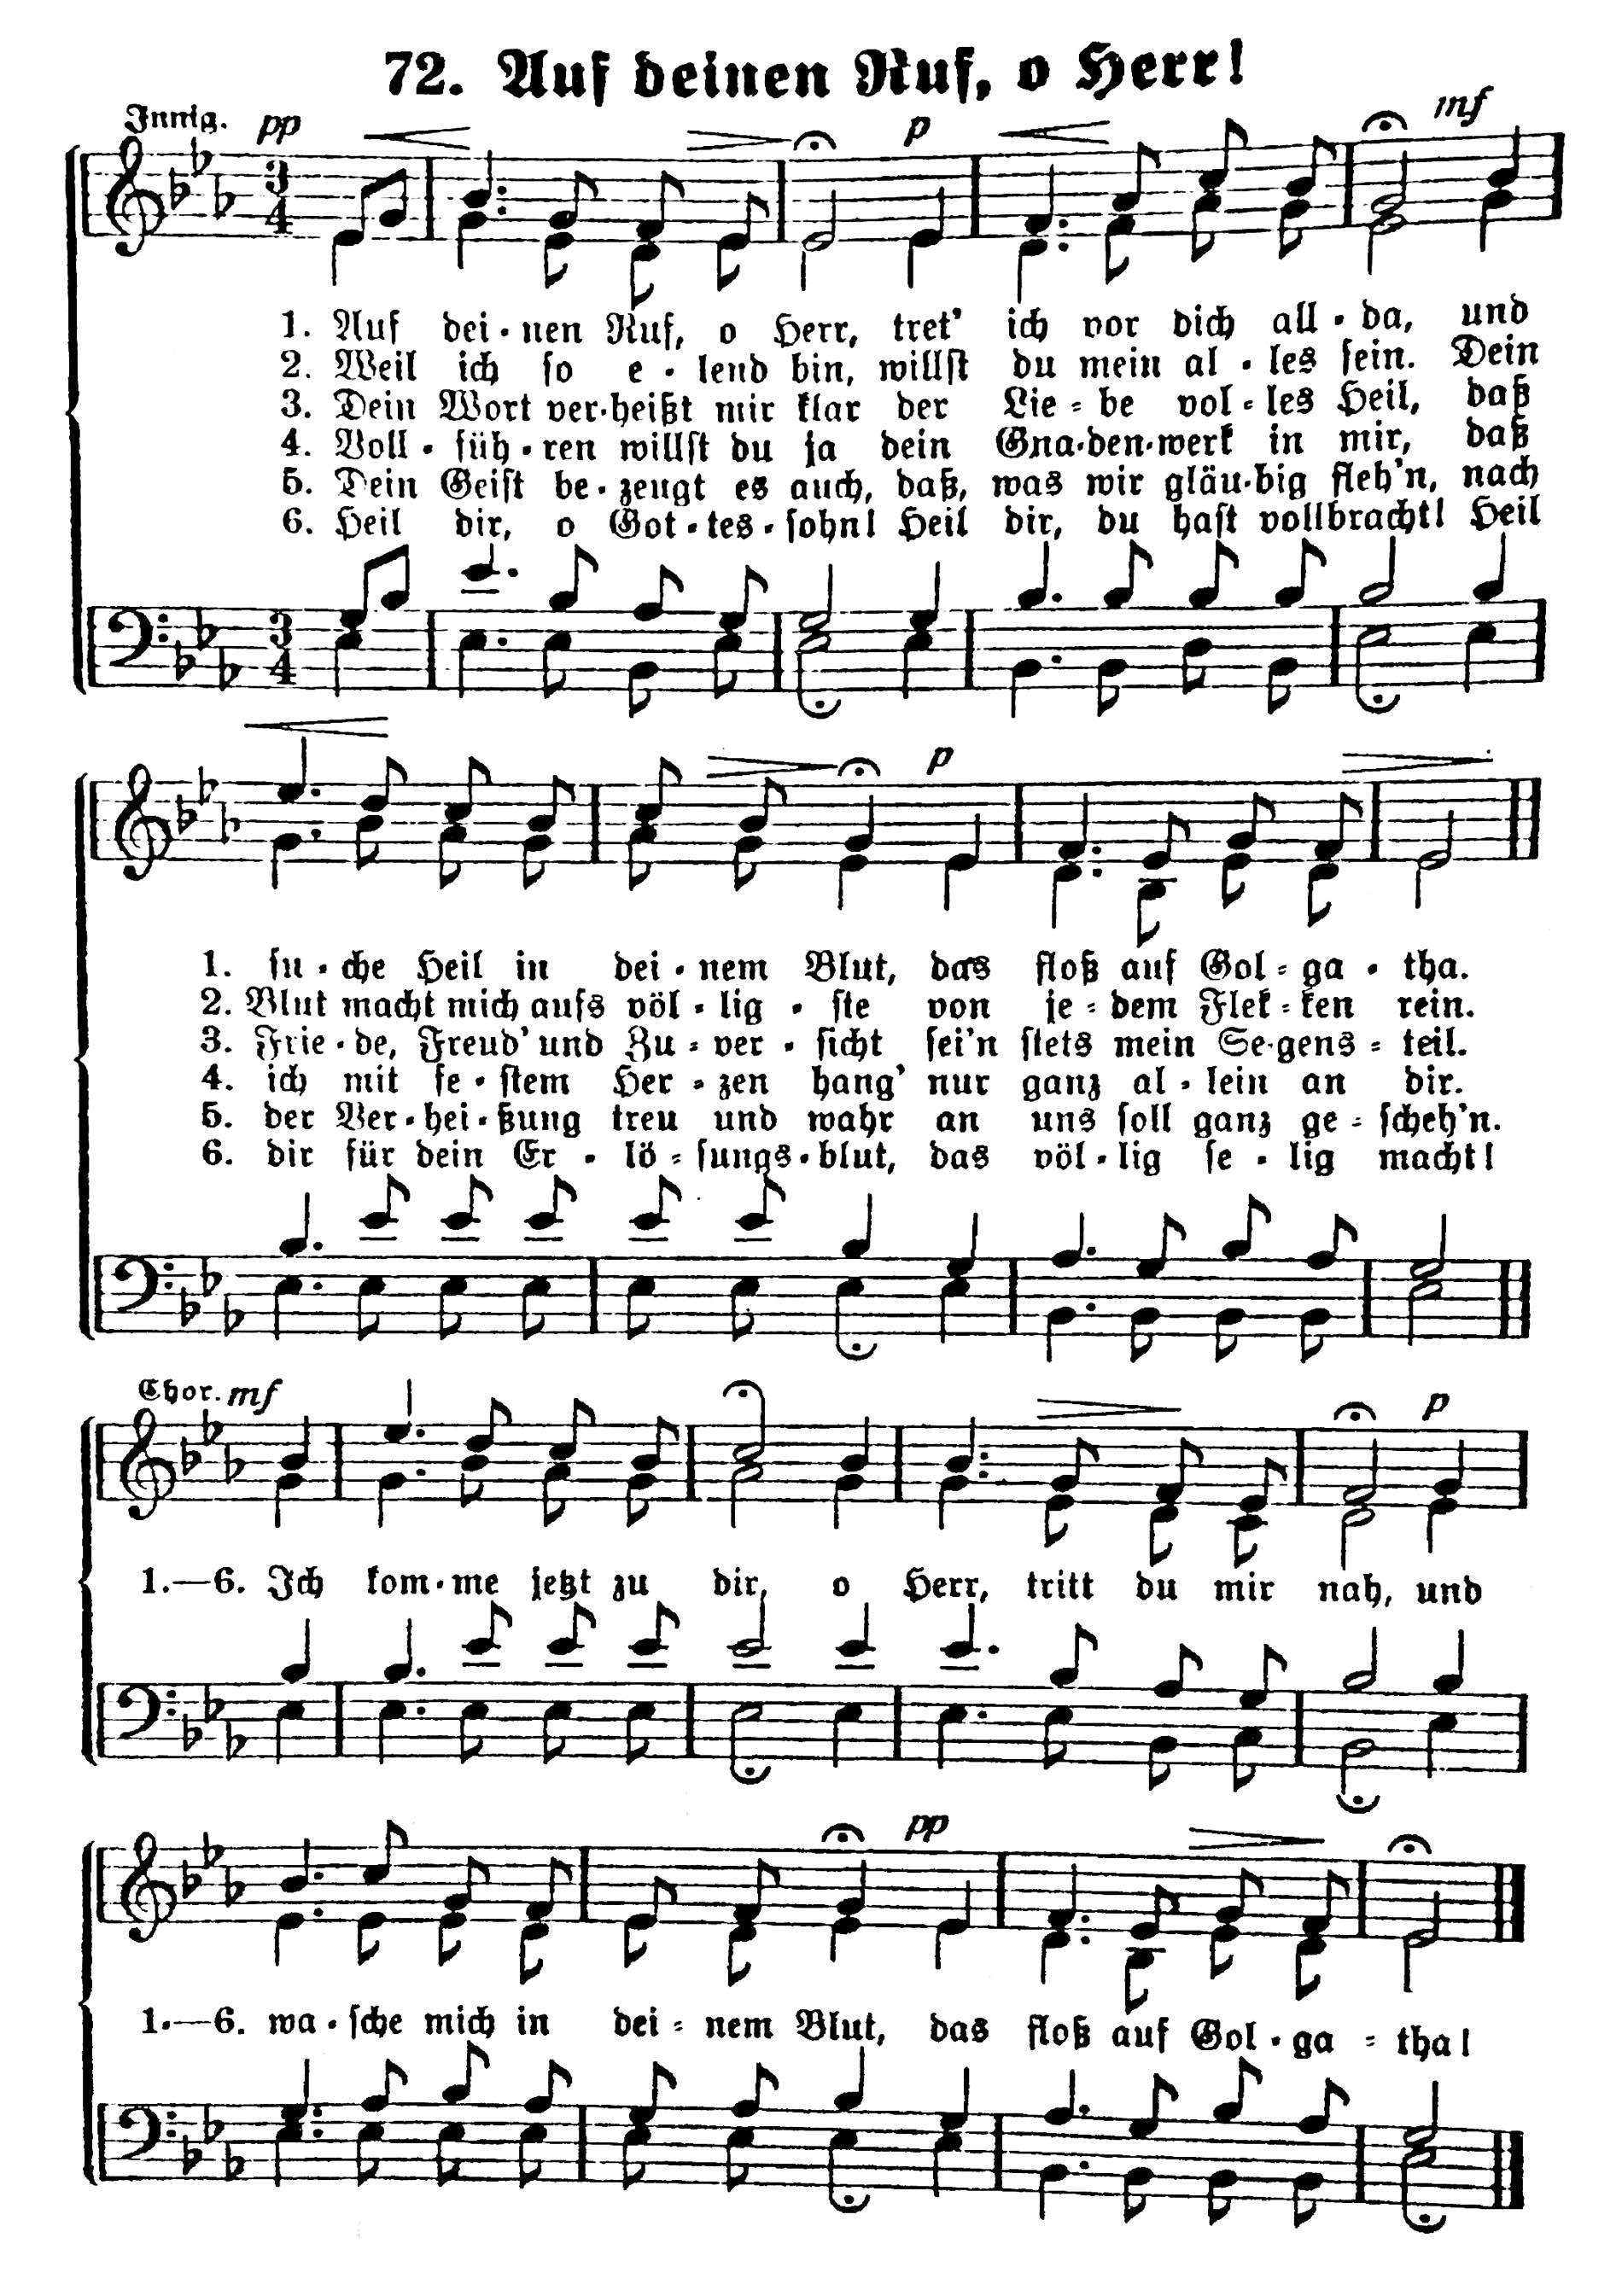 72. Auf deinen Ruf, o Herr!
Innig. pp p mf
3 4
1. Auf dei-nen Ruf, o Herr, tret' ich vor dich all-da, und
2. Weil ich so e-lend bin, willst du mein al-les sein. Dein
3. Dein Wort ver-heißt mir klar der Lie-be vol-les Heil, daß
4. Voll-füh-ren willst du ja dein Gna-den-werk in mir, daß
5. Dein Geist be-zeugt es auch, daß, was wir gläu-big fleh'n, nach
6. Heil dir, o Got-tes-sohn! Heil dir, du hast vollbracht! Heil
3 4
p
1. su-che Heil in dei-nem Blut, das floß auf Gol-ga-tha.
2. Blut macht mich aufs völ-lig-ste von je-dem Flek-ken rein.
3. Frie-de, Freud' und Zu-ver-sicht sei'n stets mein Se-gens-teil.
4. ich mit fe-stem Her-zen hang' nur ganz al-lein an dir.
5. der Ver-hei-ßung treu und wahr an uns soll ganz ge-scheh'n.
6. dir für dein Er-lö-sungs-blut, das völ-lig se-lig macht!
Chor. mf p
1.—6. Ich kom-me jetzt zu dir, o Herr, tritt du mir nah, und
pp
1.—6. wa-sche mich in dei-nem Blut, das floß auf Gol-ga-tha!